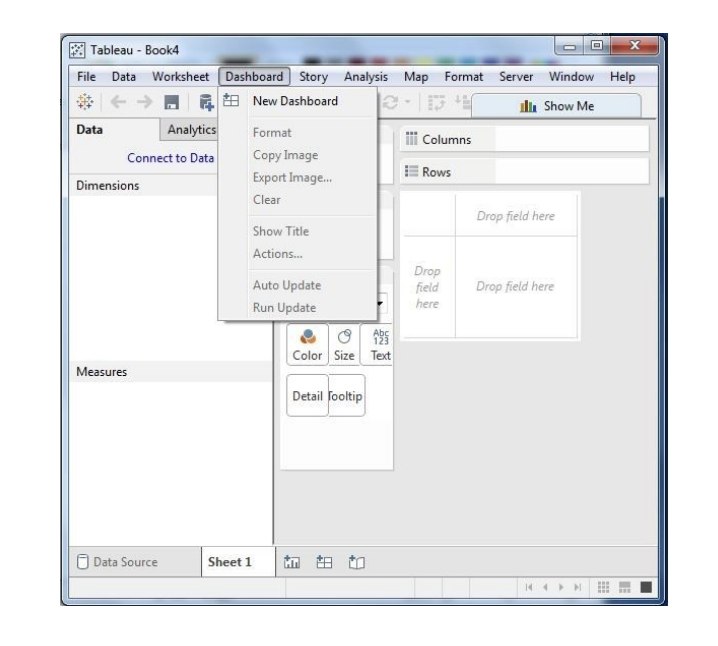 Tableau - Book4
File Data Worksheet Dashboard Story Analysis Map Format Server Window Help
New Dashboard
Show Me
Data Analytics
Format
Columns
Connect to Data
Copy Image
Export Image...
Rows
Dimensions
Clear
Drop field here
Show Title
Actions...
Drop field here
Drop field here
Auto Update
Run Update
Abc
123
Color Size Text
Measures
Detail Tooltip
Data Source Sheet 1